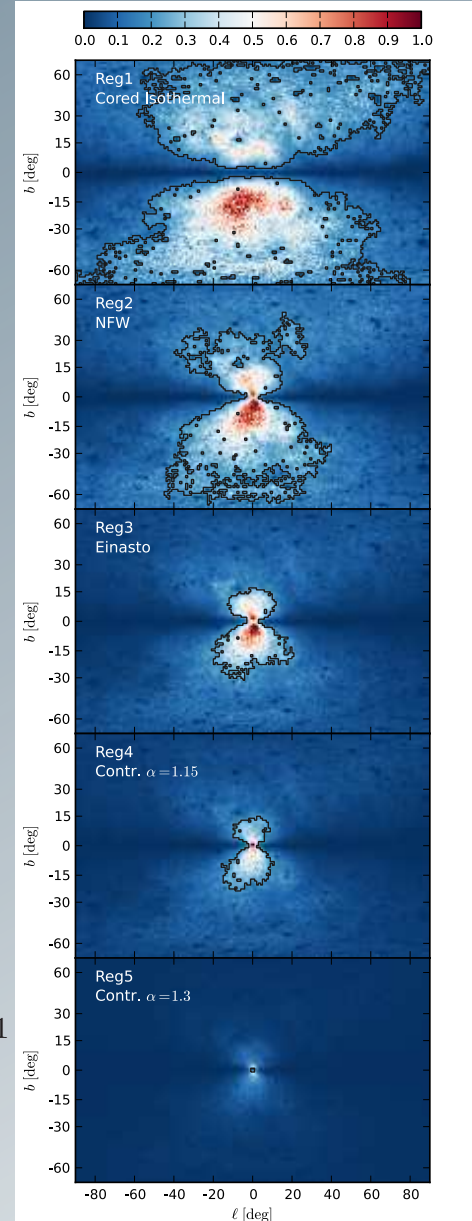 0.0 0.1 0.2 0.3 0.4 0.5 0.6 0.7 0.8 0.9 1.0
Reg1
Cored Isothermal
60
30
15
0
-15
-30
-60
b [deg]
Reg2
NFW
60
30
15
0
-15
-30
-60
b [deg]
Reg3
Einasto
60
30
15
0
-15
-30
-60
b [deg]
Reg4
Contr. α=1.15
60
30
15
0
-15
-30
-60
b [deg]
1
Reg5
Contr. α=1.3
60
30
15
0
-15
-30
-60
b [deg]
-80 -60 -40 -20 0 20 40 60 80
ℓ [deg]